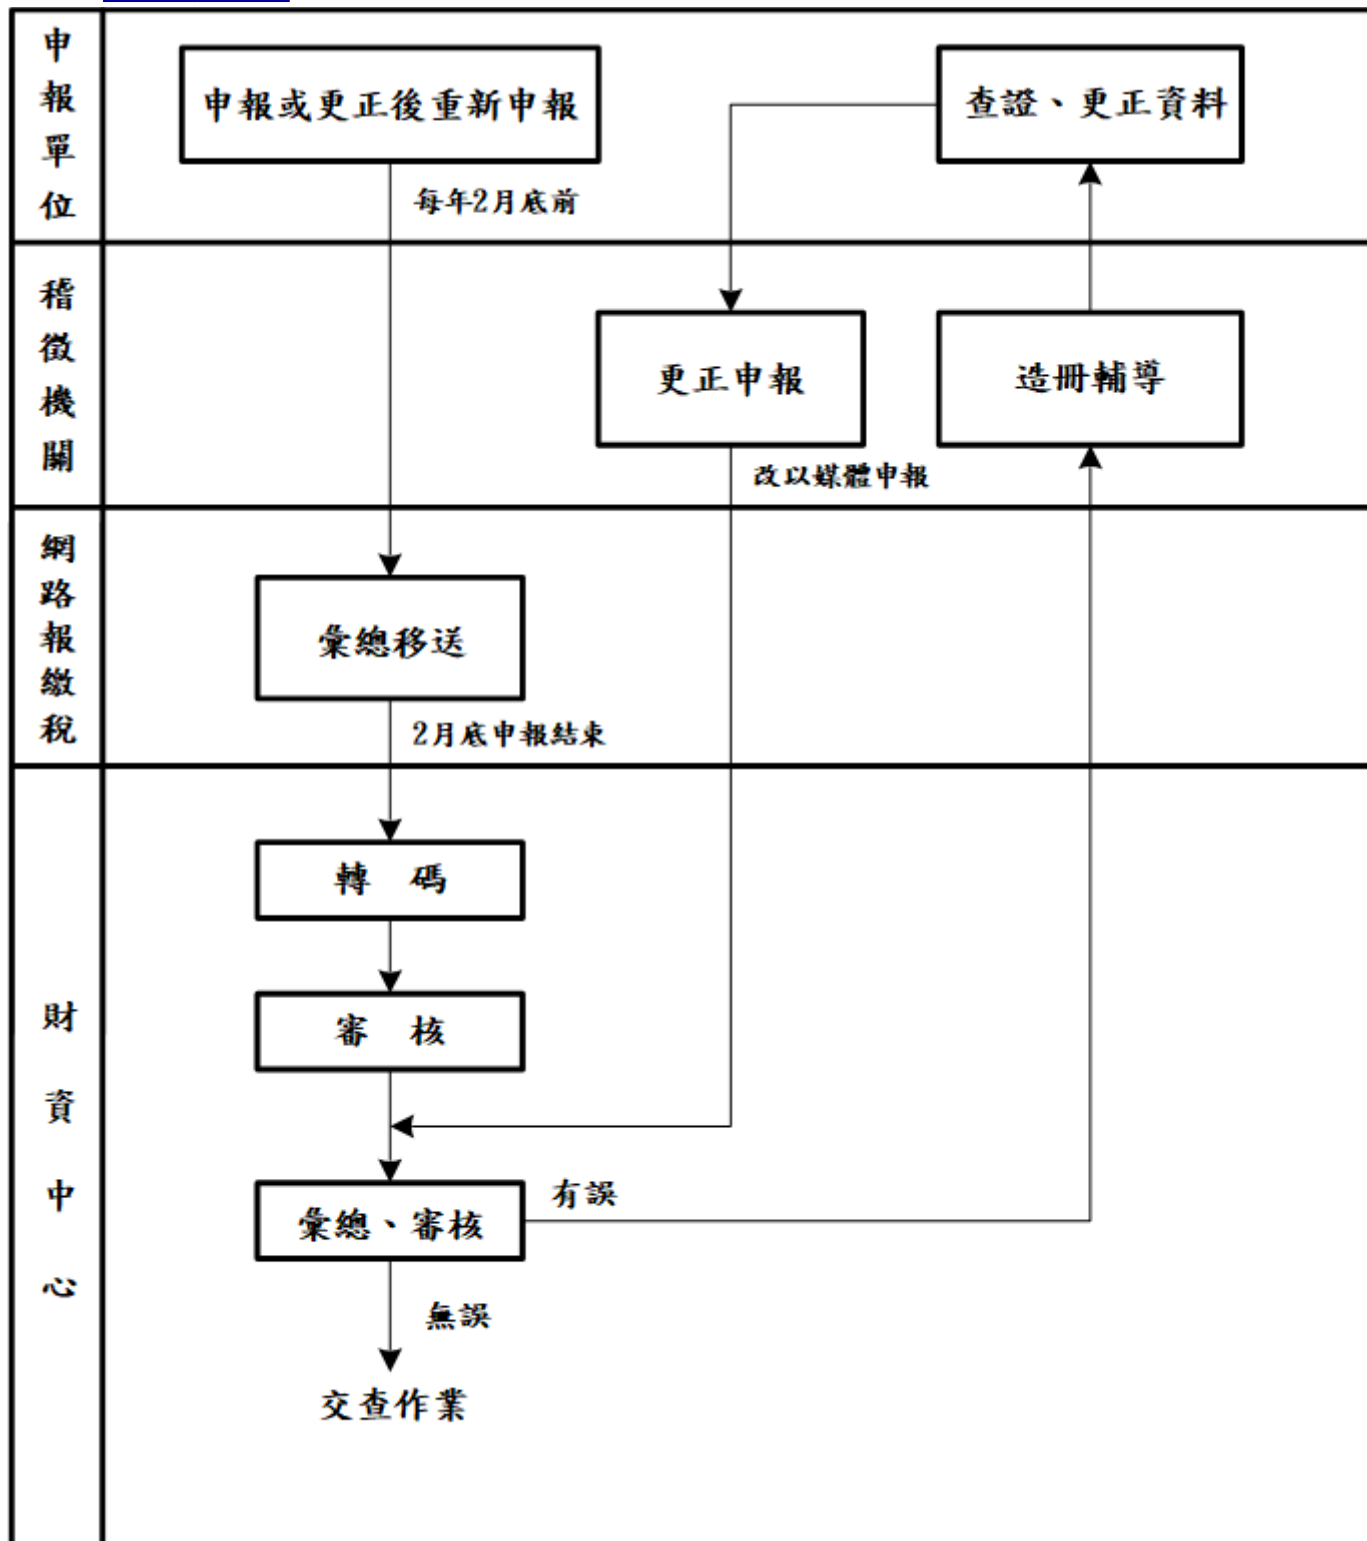 申報單位
申報或更正後重新申報
查證、更正資料
每年2月底前
稽徵機關
更正申報
造冊輔導
改以媒體申報
網路報繳稅
彙總移送
2月底申報結束
財資中心
轉 碼
審 核
彙總、審核
有誤
無誤
交查作業